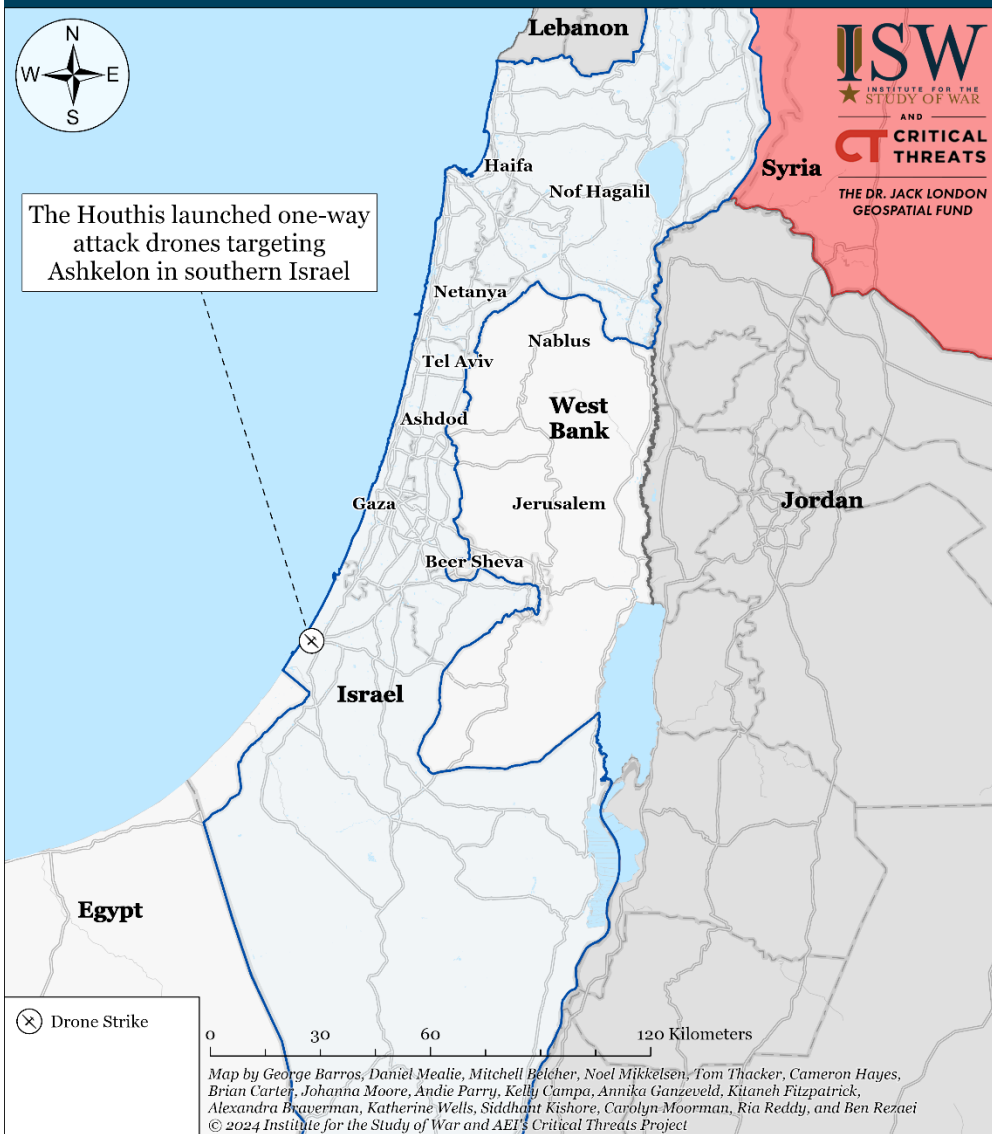 Lebanon
N
W
E
S
ISW
INSTITUTE FOR THE
STUDY OF WAR
AND
CT CRITICAL
THREATS
THE DR. JACK LONDON
GEOSPATIAL FUND
Haifa
Syria
Nof Hagalil
The Houthis launched one-way
attack drones targeting
Ashkelon in southern Israel
Netanya
Nablus
Tel Aviv
West
Bank
Ashdod
Jordan
Gaza
Jerusalem
Beer Sheva
Israel
Egypt
Drone Strike
0 30 60 120 Kilometers
Map by George Barros, Daniel Mealie, Mitchell Belcher, Noel Mikkelsen, Tom Thacker, Cameron Hayes,
Brian Carter, Johanna Moore, Andie Parry, Kelly Campa, Annika Ganzeveld, Kitaneh Fitzpatrick,
Alexandra Braverman, Katherine Wells, Siddhant Kishore, Carolyn Moorman, Ria Reddy, and Ben Rezaei
© 2024 Institute for the Study of War and AEI's Critical Threats Project